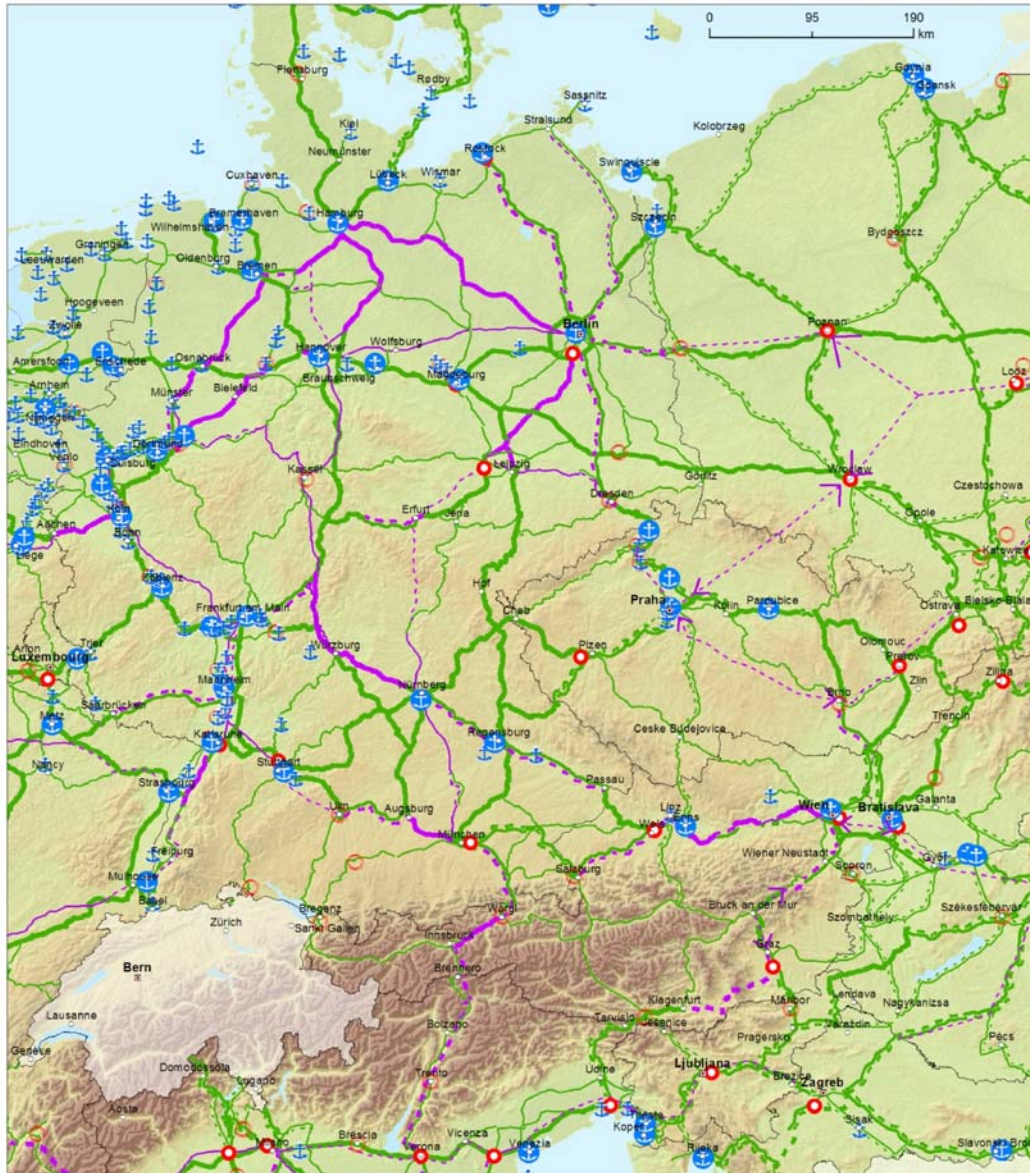 0 95 190
km
Flensburg
Rødby
Sassnitz
Kiel
Stralsund
Kolobrzeg
Gdynia
Gdansk
Neumünster
Rostock
Swinoujscie
Cuxhaven
Lübeck
Wismar
Bremerhaven
Hamburg
Szczecin
Wilhelmshaven
Groningen
Bydgoszcz
Leeuwarden
Oldenburg
Bremen
Hoogeveen
Zwolle
Berlin
Poznan
Amersfoort
Enschede
Osnabrück
Hannover
Wolfsburg
Braunschweig
Magdeburg
Lodz
Arnhem
Münster
Bielefeld
Nijmegen
Eindhoven
Dortmund
Venlo
Duisburg
Kassel
Leipzig
Wroclaw
Görlitz
Czestochowa
Dresden
Köln
Erfurt
Jena
Opole
Aachen
Bonn
Katowice
Liège
Koblenz
Hof
Frankfurt am Main
Cheb
Praha
Kolin
Pardubice
Ostrava
Bielsko-Biala
Arlon
Trier
Luxembourg
Würzburg
Plzen
Olomouc
Prerov
Zlin
Zilina
Mannheim
Nürnberg
Brno
Metz
Saarbrücken
Trencin
Ceske Budejovice
Karlsruhe
Regensburg
Nancy
Stuttgart
Strasbourg
Passau
Ulm
Augsburg
Linz
Enns
Wels
Wien
Bratislava
Galanta
München
Freiburg
Wiener Neustadt
Sopron
Györ
Mulhouse
Basel
Salzburg
Bregenz
Wörgl
Bruck an der Mur
Zürich
Sankt Gallen
Szombathely
Székesfehérvár
Innsbruck
Graz
Bern
Brennero
Klagenfurt
Maribor
Lendava
Nagykanizsa
Lausanne
Tarvisio
Jesenice
Bolzano
Pragersko
Varazdin
Pécs
Genève
Domodossola
Ljubljana
Lugano
Trento
Udine
Brezice
Zagreb
Aosta
Trieste
Koper
Sisak
Milano
Brescia
Verona
Vicenza
Venezia
Rijeka
Slavonski Bro